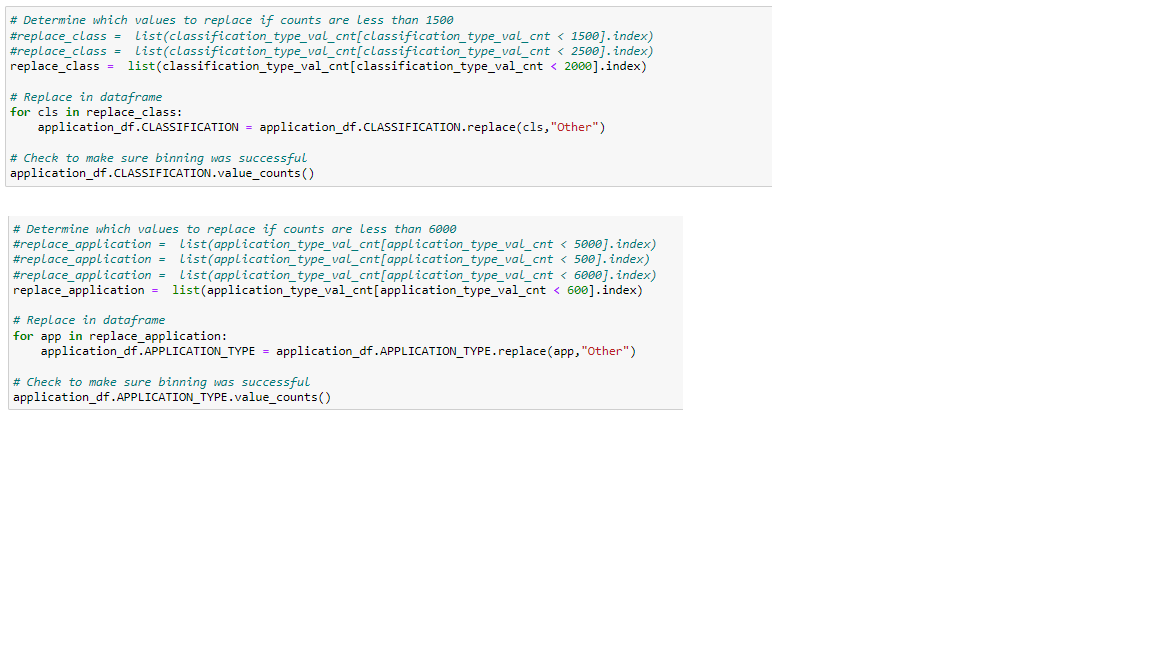 # Determine which values to replace if counts are less than 1500
#replace_class =  list(classification_type_val_cnt[classification_type_val_cnt < 1500].index)
#replace_class =  list(classification_type_val_cnt[classification_type_val_cnt < 2500].index)
replace_class =  list(classification_type_val_cnt[classification_type_val_cnt < 2000].index)
# Replace in dataframe
for cls in replace_class:
    application_df.CLASSIFICATION = application_df.CLASSIFICATION.replace(cls,"Other")
# Check to make sure binning was successful
application_df.CLASSIFICATION.value_counts()
# Determine which values to replace if counts are less than 6000
#replace_application =  list(application_type_val_cnt[application_type_val_cnt < 5000].index)
#replace_application =  list(application_type_val_cnt[application_type_val_cnt < 500].index)
#replace_application =  list(application_type_val_cnt[application_type_val_cnt < 6000].index)
replace_application =  list(application_type_val_cnt[application_type_val_cnt < 600].index)
# Replace in dataframe
for app in replace_application:
    application_df.APPLICATION_TYPE = application_df.APPLICATION_TYPE.replace(app,"Other")
# Check to make sure binning was successful
application_df.APPLICATION_TYPE.value_counts()